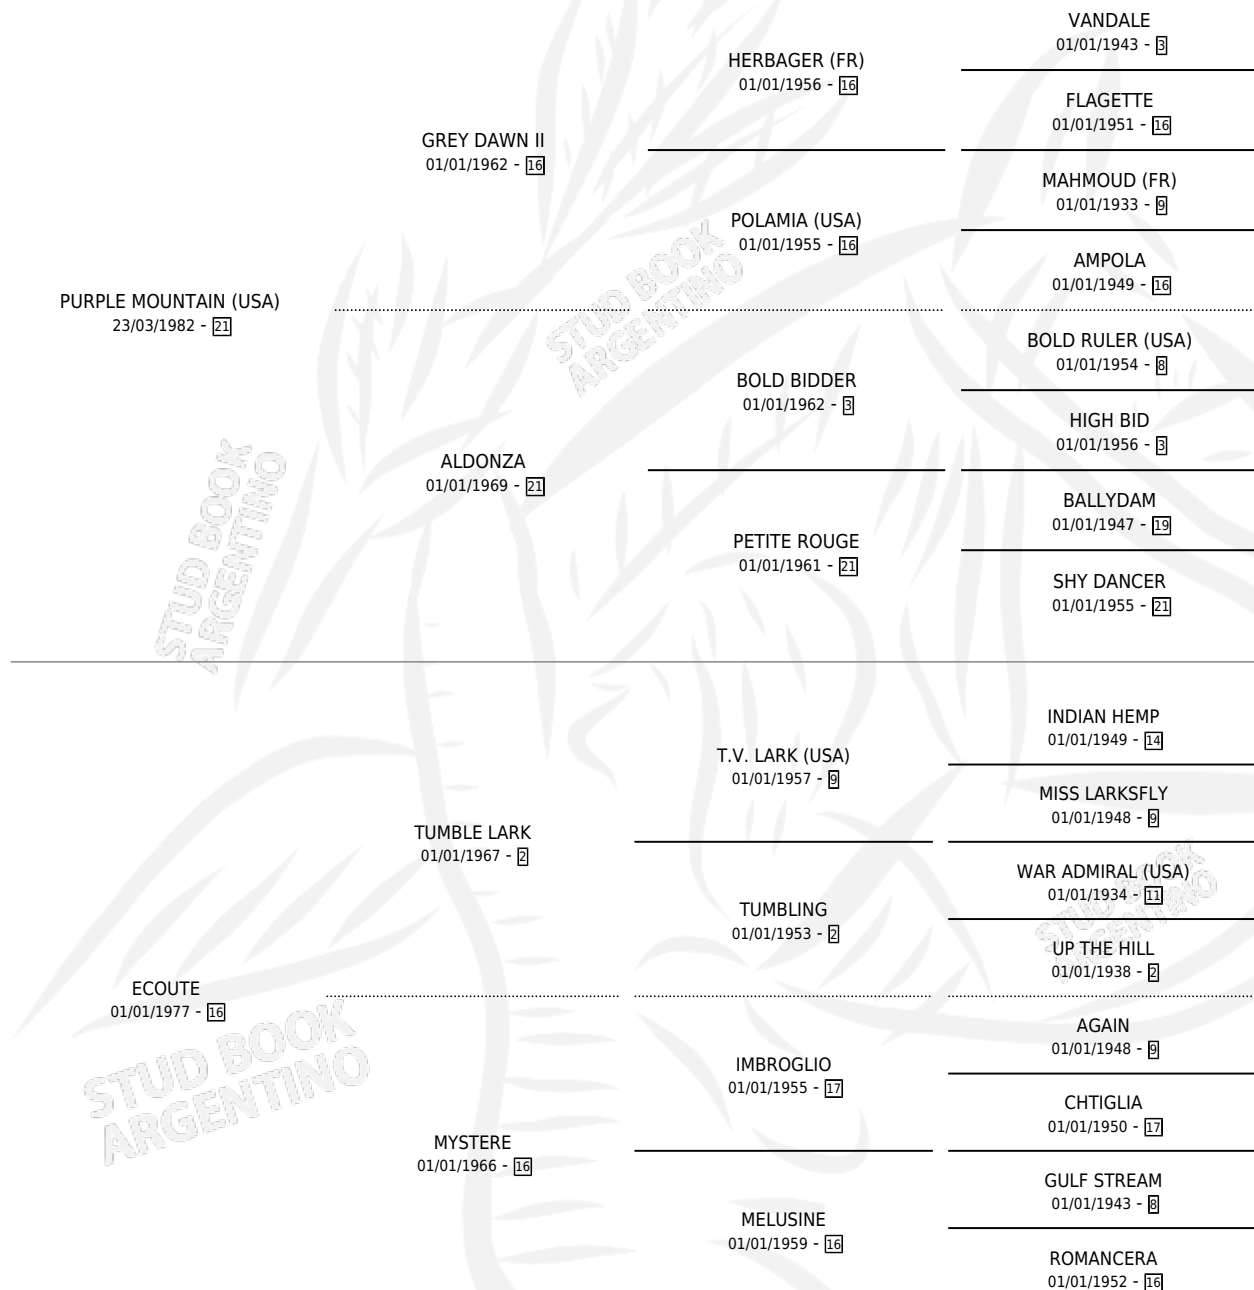 VANDALE
01/01/1943 - 3
HERBAGER (FR)
01/01/1956 - 16
FLAGETTE
01/01/1951 - 16
GREY DAWN II
01/01/1962 - 16
MAHMOUD (FR)
01/01/1933 - 9
POLAMIA (USA)
01/01/1955 - 16
AMPOLA
01/01/1949 - 16
PURPLE MOUNTAIN (USA)
23/03/1982 - 21
STUD BOOK
ARGENTINO
BOLD RULER (USA)
01/01/1954 - 8
BOLD BIDDER
01/01/1962 - 3
HIGH BID
01/01/1956 - 3
ALDONZA
01/01/1969 - 21
BALLYDAM
01/01/1947 - 19
PETITE ROUGE
01/01/1961 - 21
SHY DANCER
01/01/1955 - 21
STUD BOOK
ARGENTINO
INDIAN HEMP
01/01/1949 - 14
T.V. LARK (USA)
01/01/1957 - 9
MISS LARKSFLY
01/01/1948 - 9
TUMBLE LARK
01/01/1967 - 2
WAR ADMIRAL (USA)
01/01/1934 - 11
TUMBLING
01/01/1953 - 2
UP THE HILL
01/01/1938 - 2
STUD BOOK
ARGENTINO
ECOUTE
01/01/1977 - 16
AGAIN
01/01/1948 - 9
IMBROGLIO
01/01/1955 - 17
CHTIGLIA
01/01/1950 - 17
MYSTERE
01/01/1966 - 16
GULF STREAM
01/01/1943 - 8
MELUSINE
01/01/1959 - 16
ROMANCERA
01/01/1952 - 16
STUD BOOK
ARGENTINO